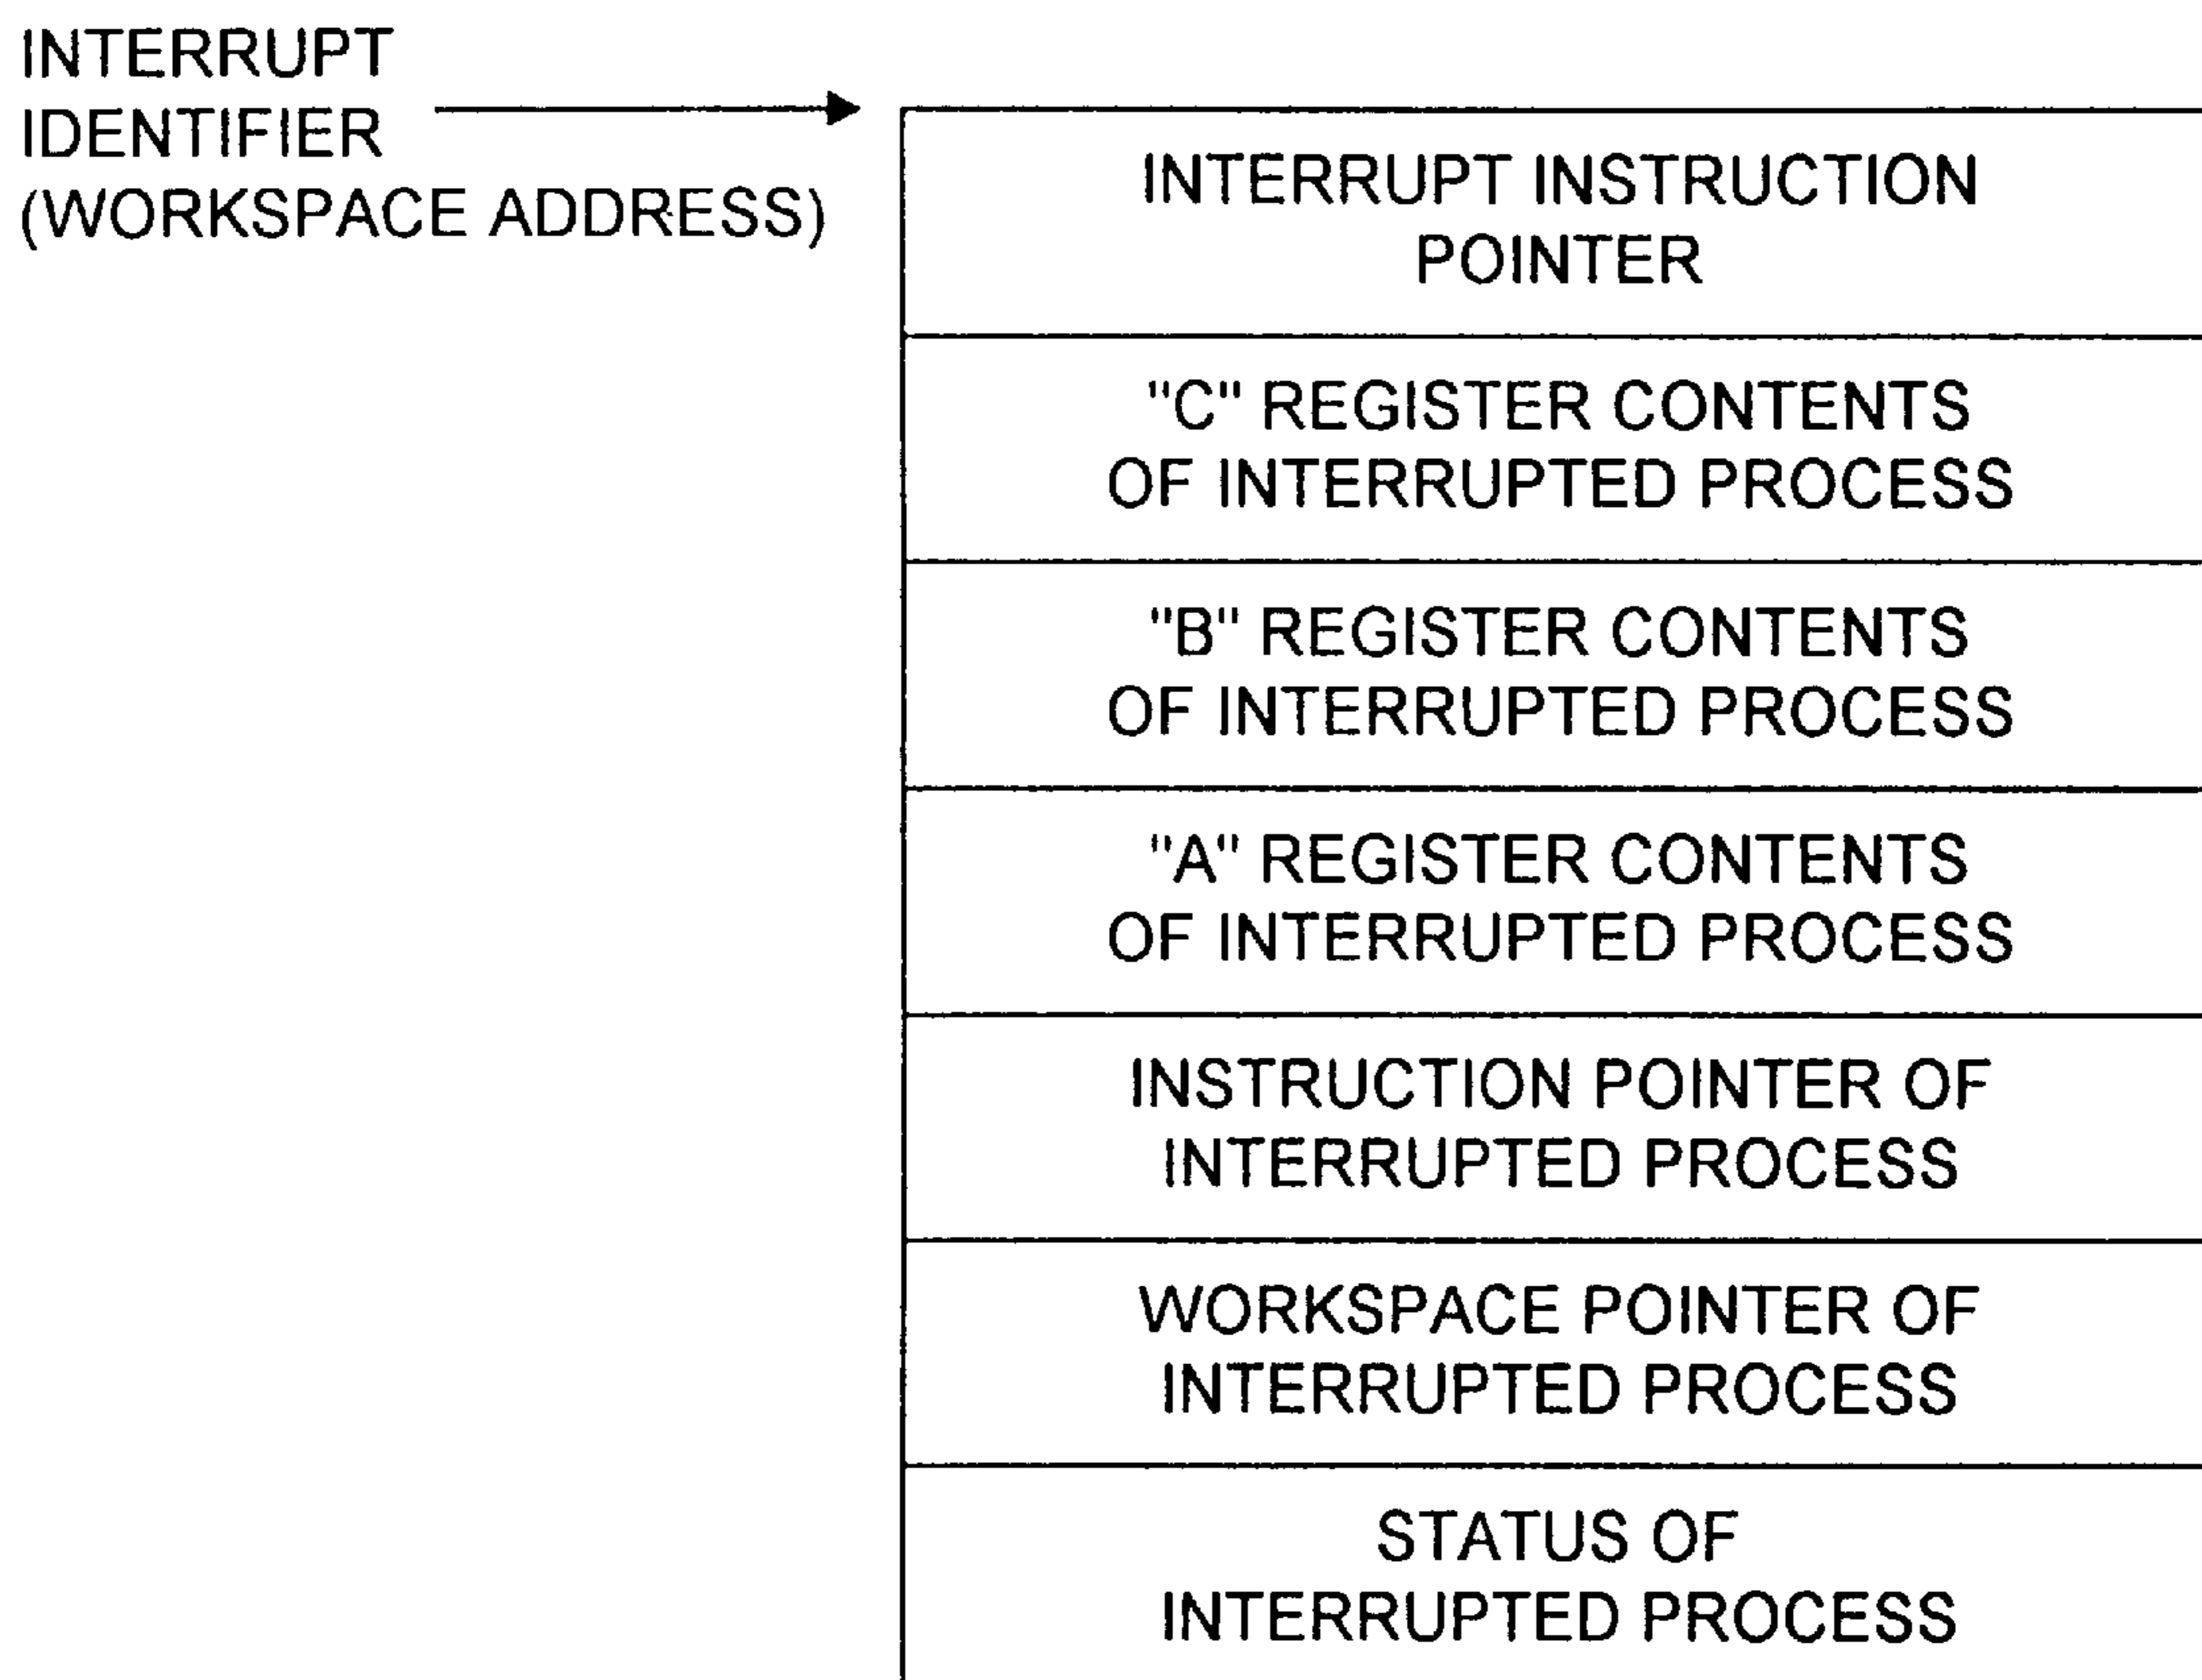 INTERRUPT
IDENTIFIER
(WORKSPACE ADDRESS)
INTERRUPT INSTRUCTION
POINTER
"C" REGISTER CONTENTS
OF INTERRUPTED PROCESS
"B" REGISTER CONTENTS
OF INTERRUPTED PROCESS
"A" REGISTER CONTENTS
OF INTERRUPTED PROCESS
INSTRUCTION POINTER OF
INTERRUPTED PROCESS
WORKSPACE POINTER OF
INTERRUPTED PROCESS
STATUS OF
INTERRUPTED PROCESS